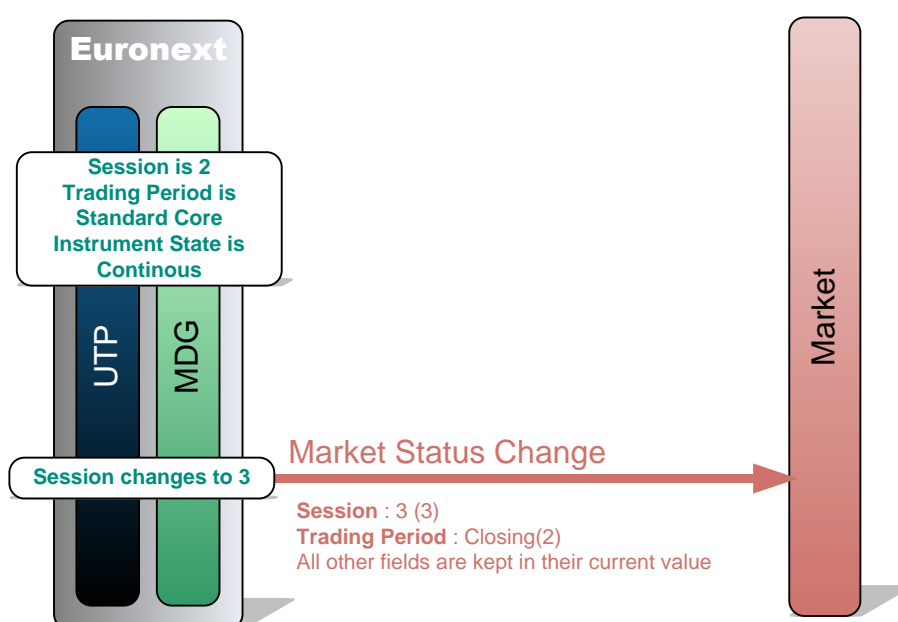 Euronext
Session is 2
Trading Period is
Standard Core
Instrument State is
Continous
UTP
MDG
Market
Session changes to 3
Market Status Change
Session : 3 (3)
Trading Period : Closing(2)
All other fields are kept in their current value